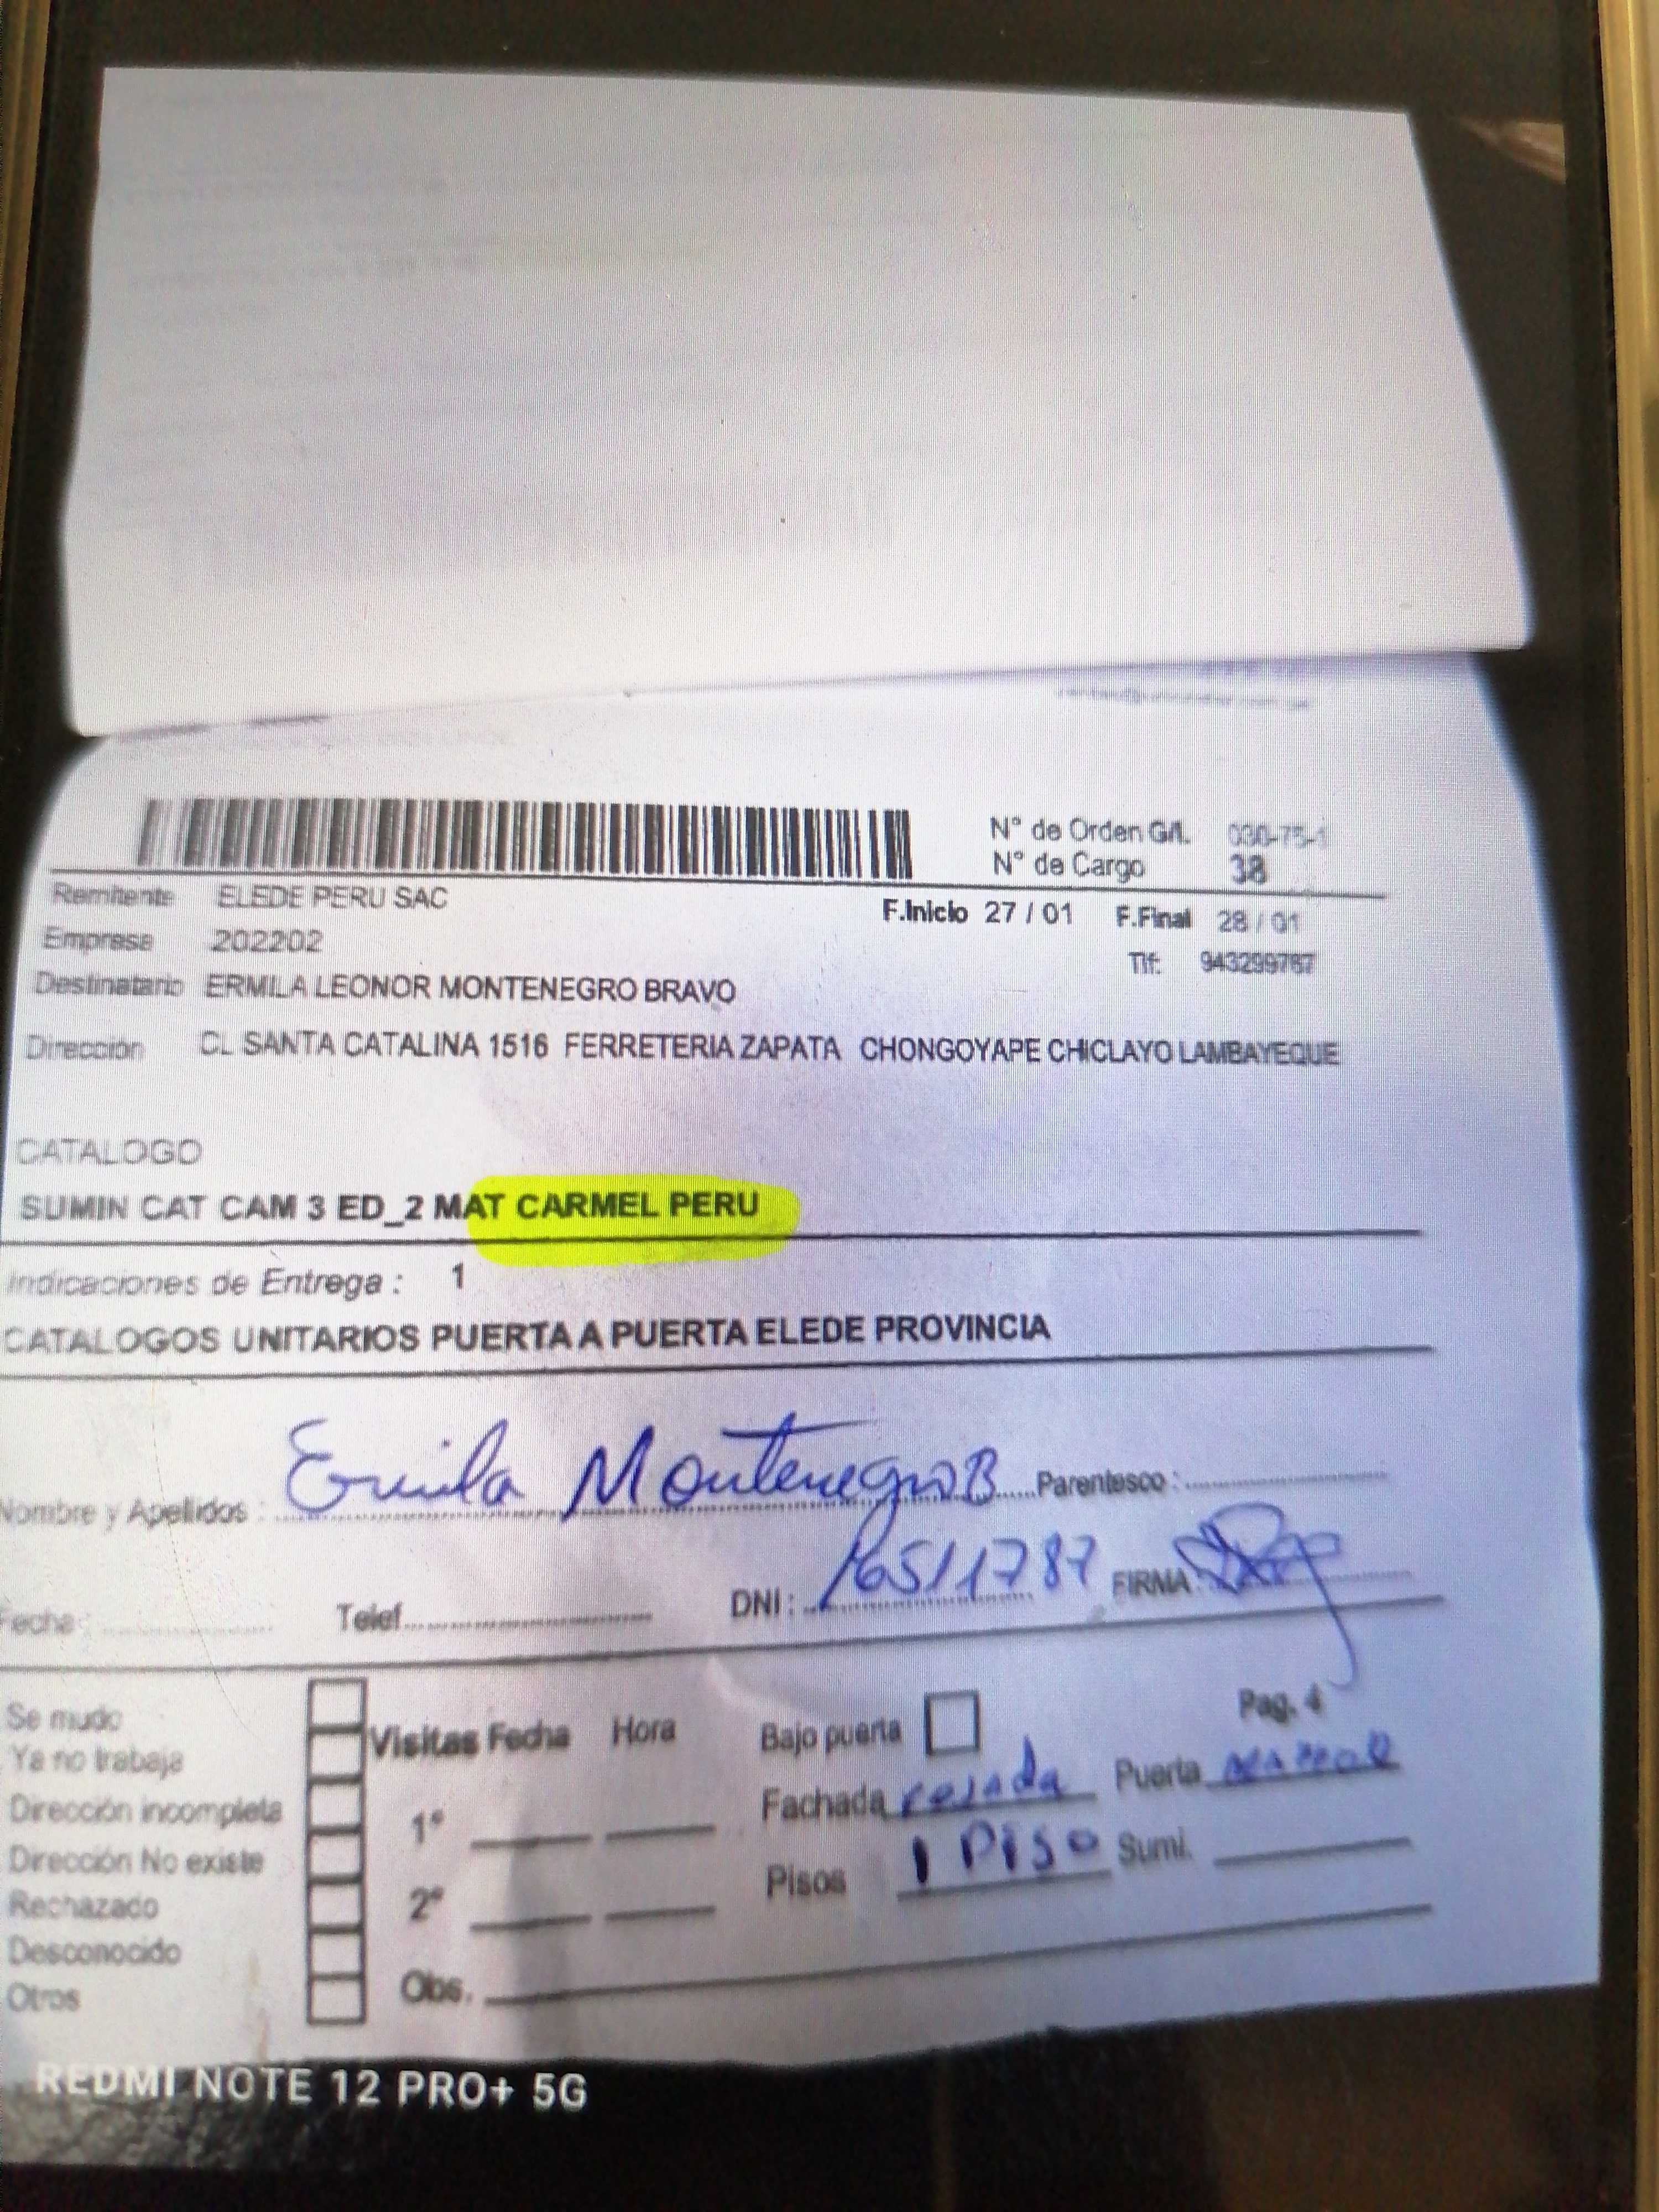 N° de Orden G/I. 030-75-1
N° de Cargo 38
Remitente ELEDE PERU SAC
F.Inicio 27 / 01 F.Final 28 / 01
Empresa 202202
Tlf: 943299787
Destinatario ERMILA LEONOR MONTENEGRO BRAVO
Dirección CL SANTA CATALINA 1516 FERRETERIA ZAPATA CHONGOYAPE CHICLAYO LAMBAYEQUE
CATALOGO
SUMIN CAT CAM 3 ED_2 MAT CARMEL PERU
Indicaciones de Entrega : 1
CATALOGOS UNITARIOS PUERTA A PUERTA ELEDE PROVINCIA
Nombre y Apellidos : Ermila Montenegro B Parentesco :
Fecha : Telef. DNI : 16511787 FIRMA
Se mudo
Ya no trabaja
Dirección incompleta
Dirección No existe
Rechazado
Desconocido
Otros
Visitas Fecha Hora
1°
2°
Obs.
Bajo puerta Pag. 4
Fachada rosada Puerta
Pisos 1 Piso Sumi.
REDMI NOTE 12 PRO+ 5G